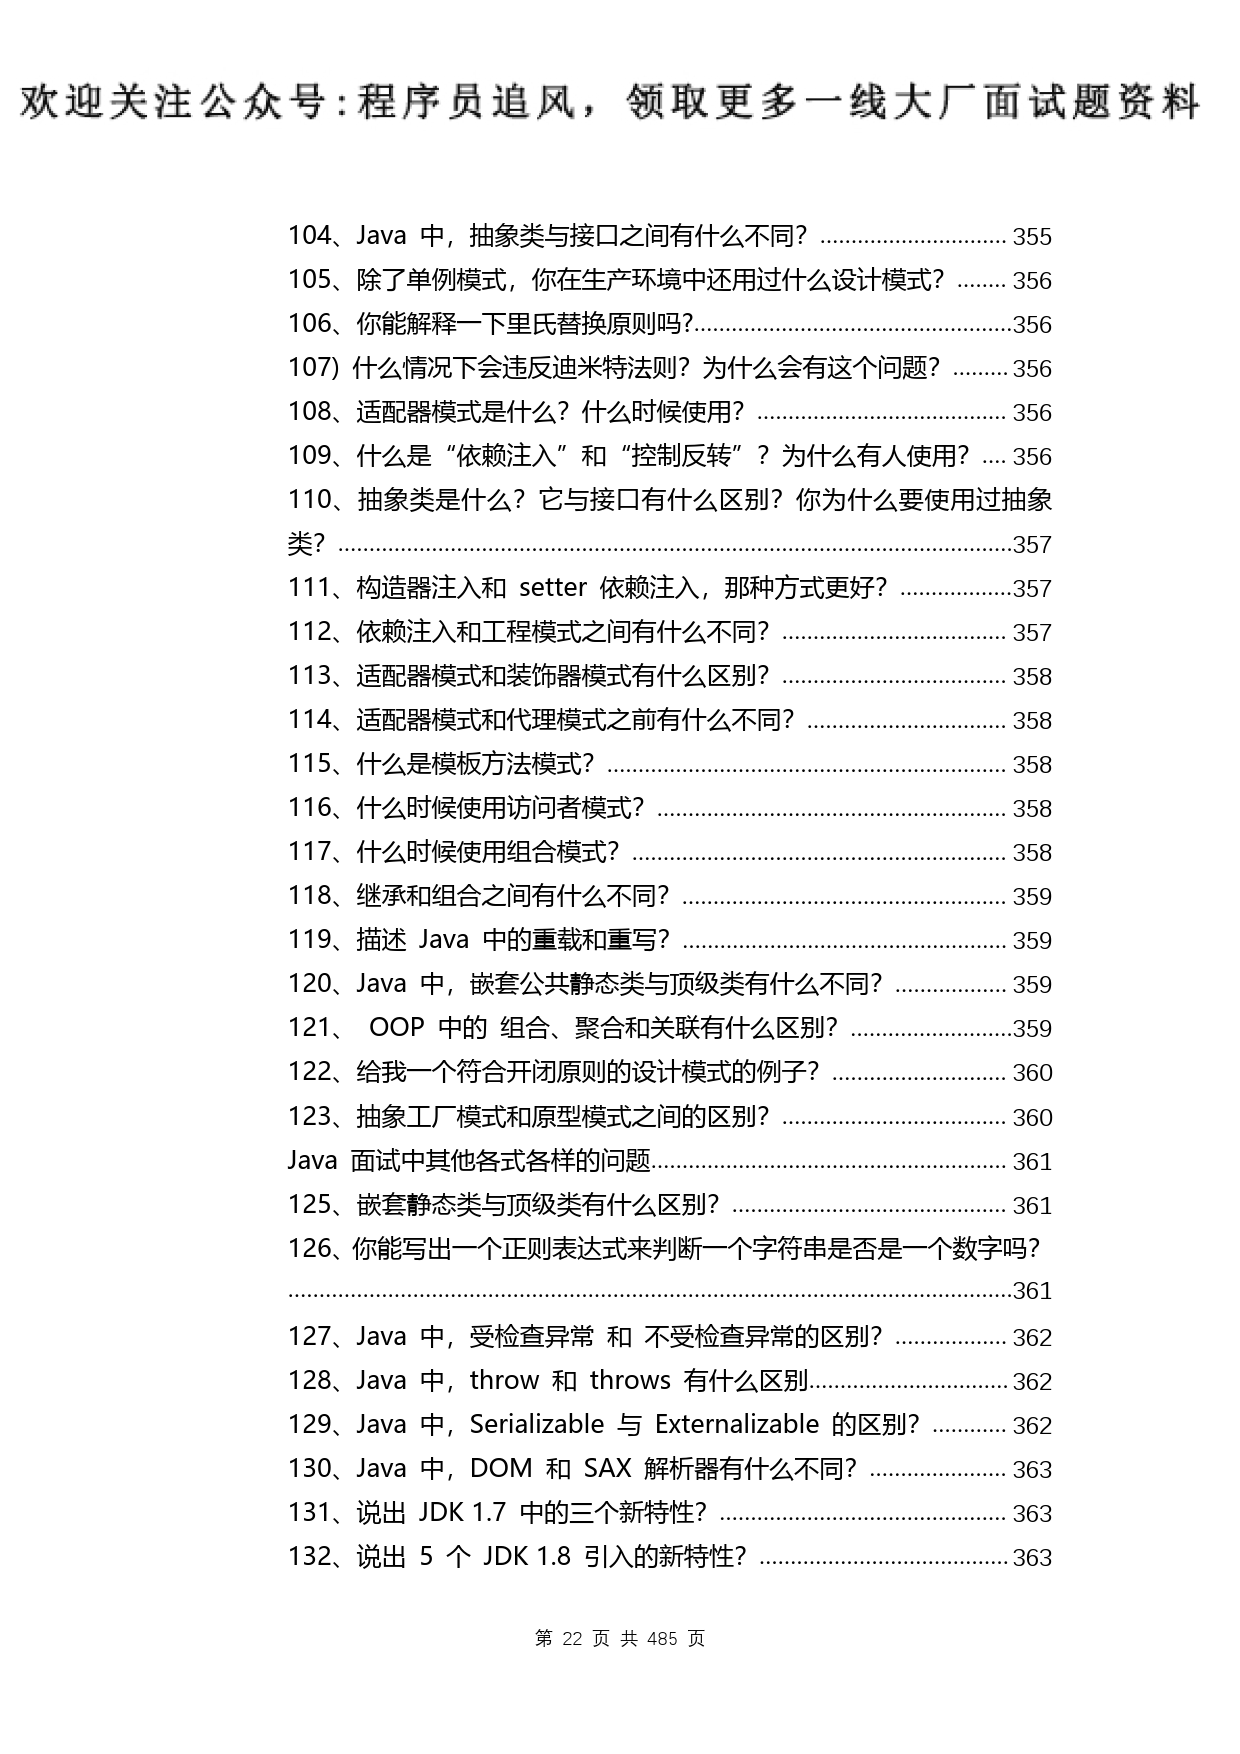 欢迎关注公众号:程序员追风，领取更多一线大厂面试题资料
104、Java 中，抽象类与接口之间有什么不同？ .............................. 355
105、除了单例模式，你在生产环境中还用过什么设计模式？ ........ 356
106、你能解释一下里氏替换原则吗?...................................................356
107) 什么情况下会违反迪米特法则？为什么会有这个问题？ ......... 356
108、适配器模式是什么？什么时候使用？ ........................................ 356
109、什么是“依赖注入”和“控制反转”？为什么有人使用？ .... 356
110、抽象类是什么？它与接口有什么区别？你为什么要使用过抽象
类？ ............................................................................................................357
111、构造器注入和 setter 依赖注入，那种方式更好？ ..................357
112、依赖注入和工程模式之间有什么不同？ .................................... 357
113、适配器模式和装饰器模式有什么区别？ .................................... 358
114、适配器模式和代理模式之前有什么不同？ ................................ 358
115、什么是模板方法模式？ ................................................................ 358
116、什么时候使用访问者模式？ ........................................................ 358
117、什么时候使用组合模式？ ............................................................ 358
118、继承和组合之间有什么不同？ .................................................... 359
119、描述 Java 中的重载和重写？ .................................................... 359
120、Java 中，嵌套公共静态类与顶级类有什么不同？ .................. 359
121、 OOP 中的 组合、聚合和关联有什么区别？ ..........................359
122、给我一个符合开闭原则的设计模式的例子？ ............................ 360
123、抽象工厂模式和原型模式之间的区别？ .................................... 360
Java 面试中其他各式各样的问题......................................................... 361
125、嵌套静态类与顶级类有什么区别？ ............................................ 361
126、你能写出一个正则表达式来判断一个字符串是否是一个数字吗？
....................................................................................................................361
127、Java 中，受检查异常 和 不受检查异常的区别？ .................. 362
128、Java 中，throw 和 throws 有什么区别................................ 362
129、Java 中，Serializable 与 Externalizable 的区别？ ............ 362
130、Java 中，DOM 和 SAX 解析器有什么不同？ ...................... 363
131、说出 JDK 1.7 中的三个新特性？ .............................................. 363
132、说出 5 个 JDK 1.8 引入的新特性？ ........................................ 363
第 22 页 共 485 页